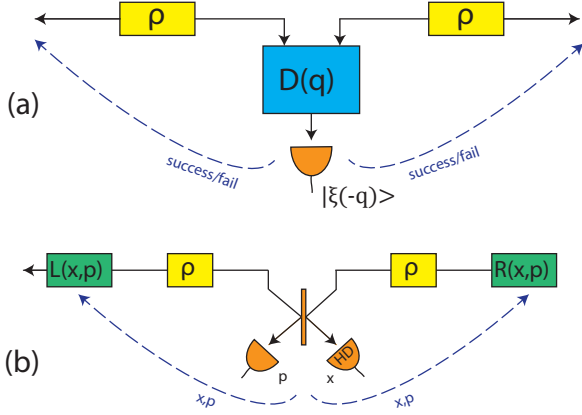 ρ
ρ
D(q)
(a)
success/fail
success/fail
|ξ(-q)>
L(x,p)
ρ
ρ
R(x,p)
HD
(b)
p
x
x,p
x,p